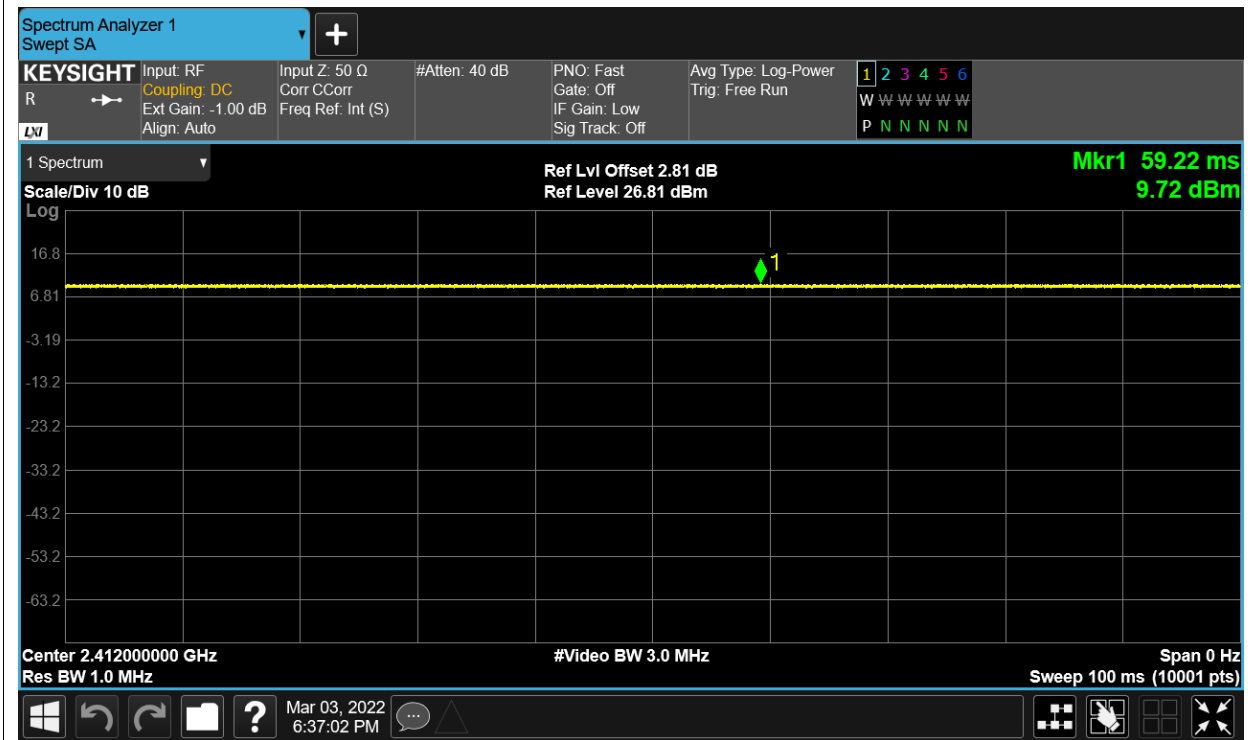 Spectrum Analyzer 1
Swept SA
KEYSIGHT
R
LXI
Input: RF
Coupling: DC
Ext Gain: -1.00 dB
Align: Auto
Input Z: 50 Ω
Corr CCorr
Freq Ref: Int (S)
#Atten: 40 dB
PNO: Fast
Gate: Off
IF Gain: Low
Sig Track: Off
Avg Type: Log-Power
Trig: Free Run
1 2 3 4 5 6
W W W W W W
P N N N N N
1 Spectrum
Scale/Div 10 dB
Log
Ref Lvl Offset 2.81 dB
Ref Level 26.81 dBm
Mkr1 59.22 ms
9.72 dBm
16.8
1
6.81
-3.19
-13.2
-23.2
-33.2
-43.2
-53.2
-63.2
Center 2.412000000 GHz
Res BW 1.0 MHz
#Video BW 3.0 MHz
Span 0 Hz
Sweep 100 ms (10001 pts)
?
Mar 03, 2022
6:37:02 PM